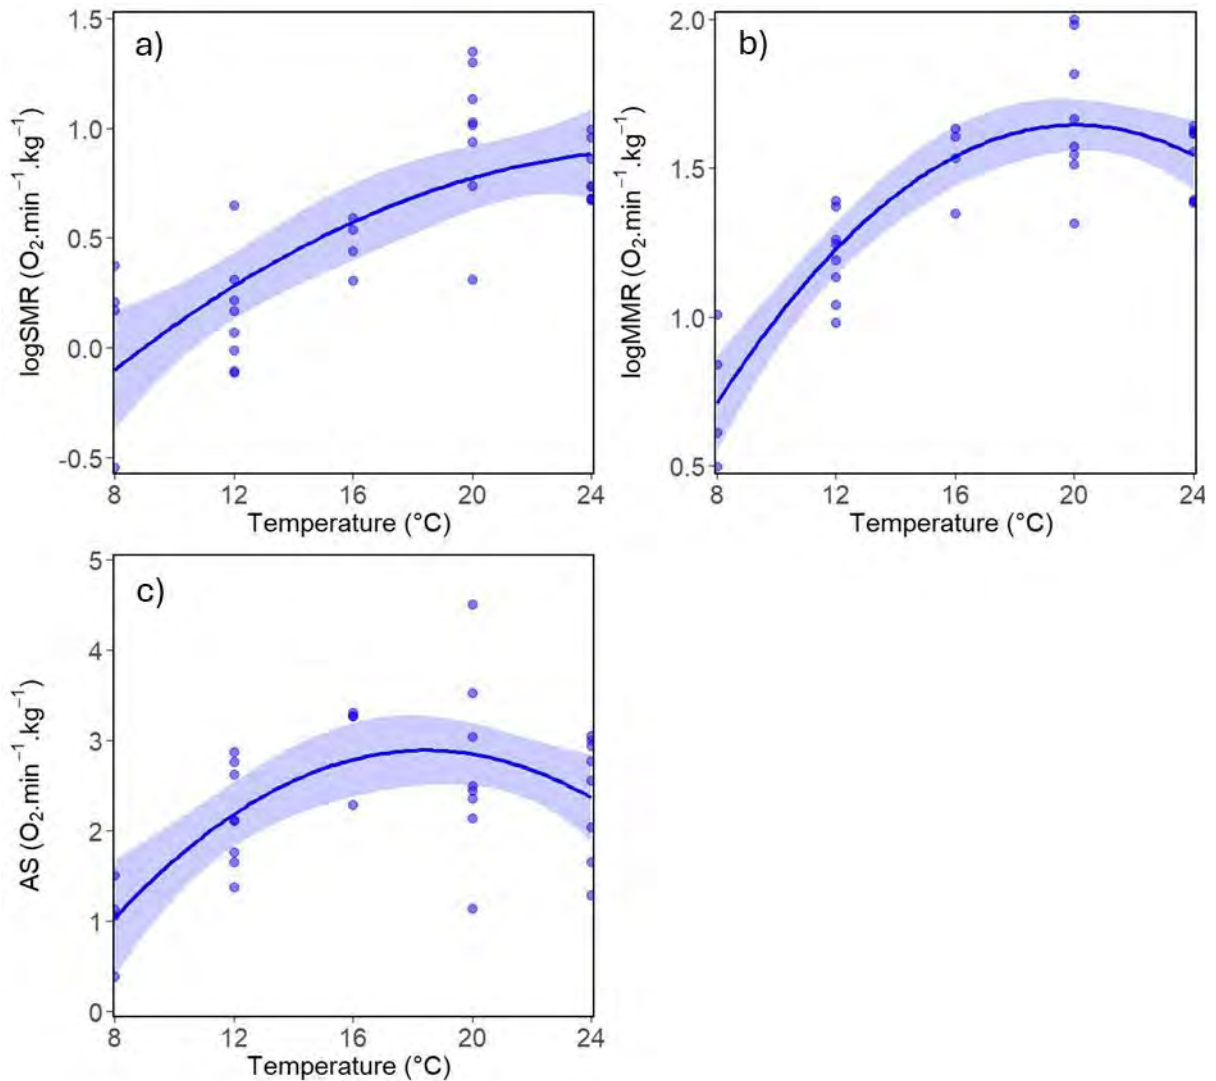 a)
1.5
1.0
0.5
0.0
-0.5
logSMR (O₂.min⁻¹.kg⁻¹)
8 12 16 20 24
Temperature (°C)
b)
2.0
1.5
1.0
0.5
logMMR (O₂.min⁻¹.kg⁻¹)
8 12 16 20 24
Temperature (°C)
c)
5
4
3
2
1
0
AS (O₂.min⁻¹.kg⁻¹)
8 12 16 20 24
Temperature (°C)